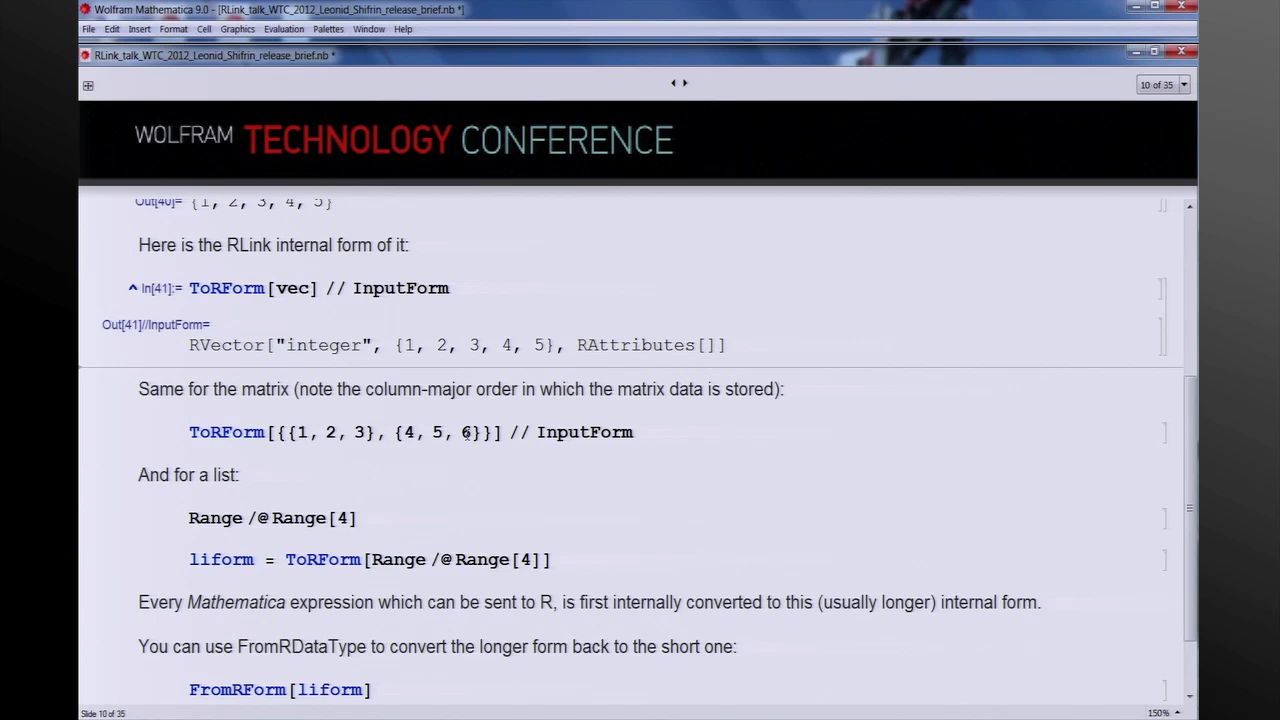 Wolfram Mathematica 9.0 - [RLink_talk_WTC_2012_Leonid_Shifrin_release_brief.nb *]
File Edit Insert Format Cell Graphics Evaluation Palettes Window Help
RLink_talk_WTC_2012_Leonid_Shifrin_release_brief.nb *
10 of 35
WOLFRAM TECHNOLOGY CONFERENCE
Out[40]= {1, 2, 3, 4, 5}
Here is the RLink internal form of it:
In[41]:= ToRForm[vec] // InputForm
Out[41]//InputForm=
RVector["integer", {1, 2, 3, 4, 5}, RAttributes[]]
Same for the matrix (note the column-major order in which the matrix data is stored):
ToRForm[{{1, 2, 3}, {4, 5, 6}}] // InputForm
And for a list:
Range /@ Range[4]
liform = ToRForm[Range /@ Range[4]]
Every Mathematica expression which can be sent to R, is first internally converted to this (usually longer) internal form.
You can use FromRDataType to convert the longer form back to the short one:
FromRForm[liform]
Slide 10 of 35
150%